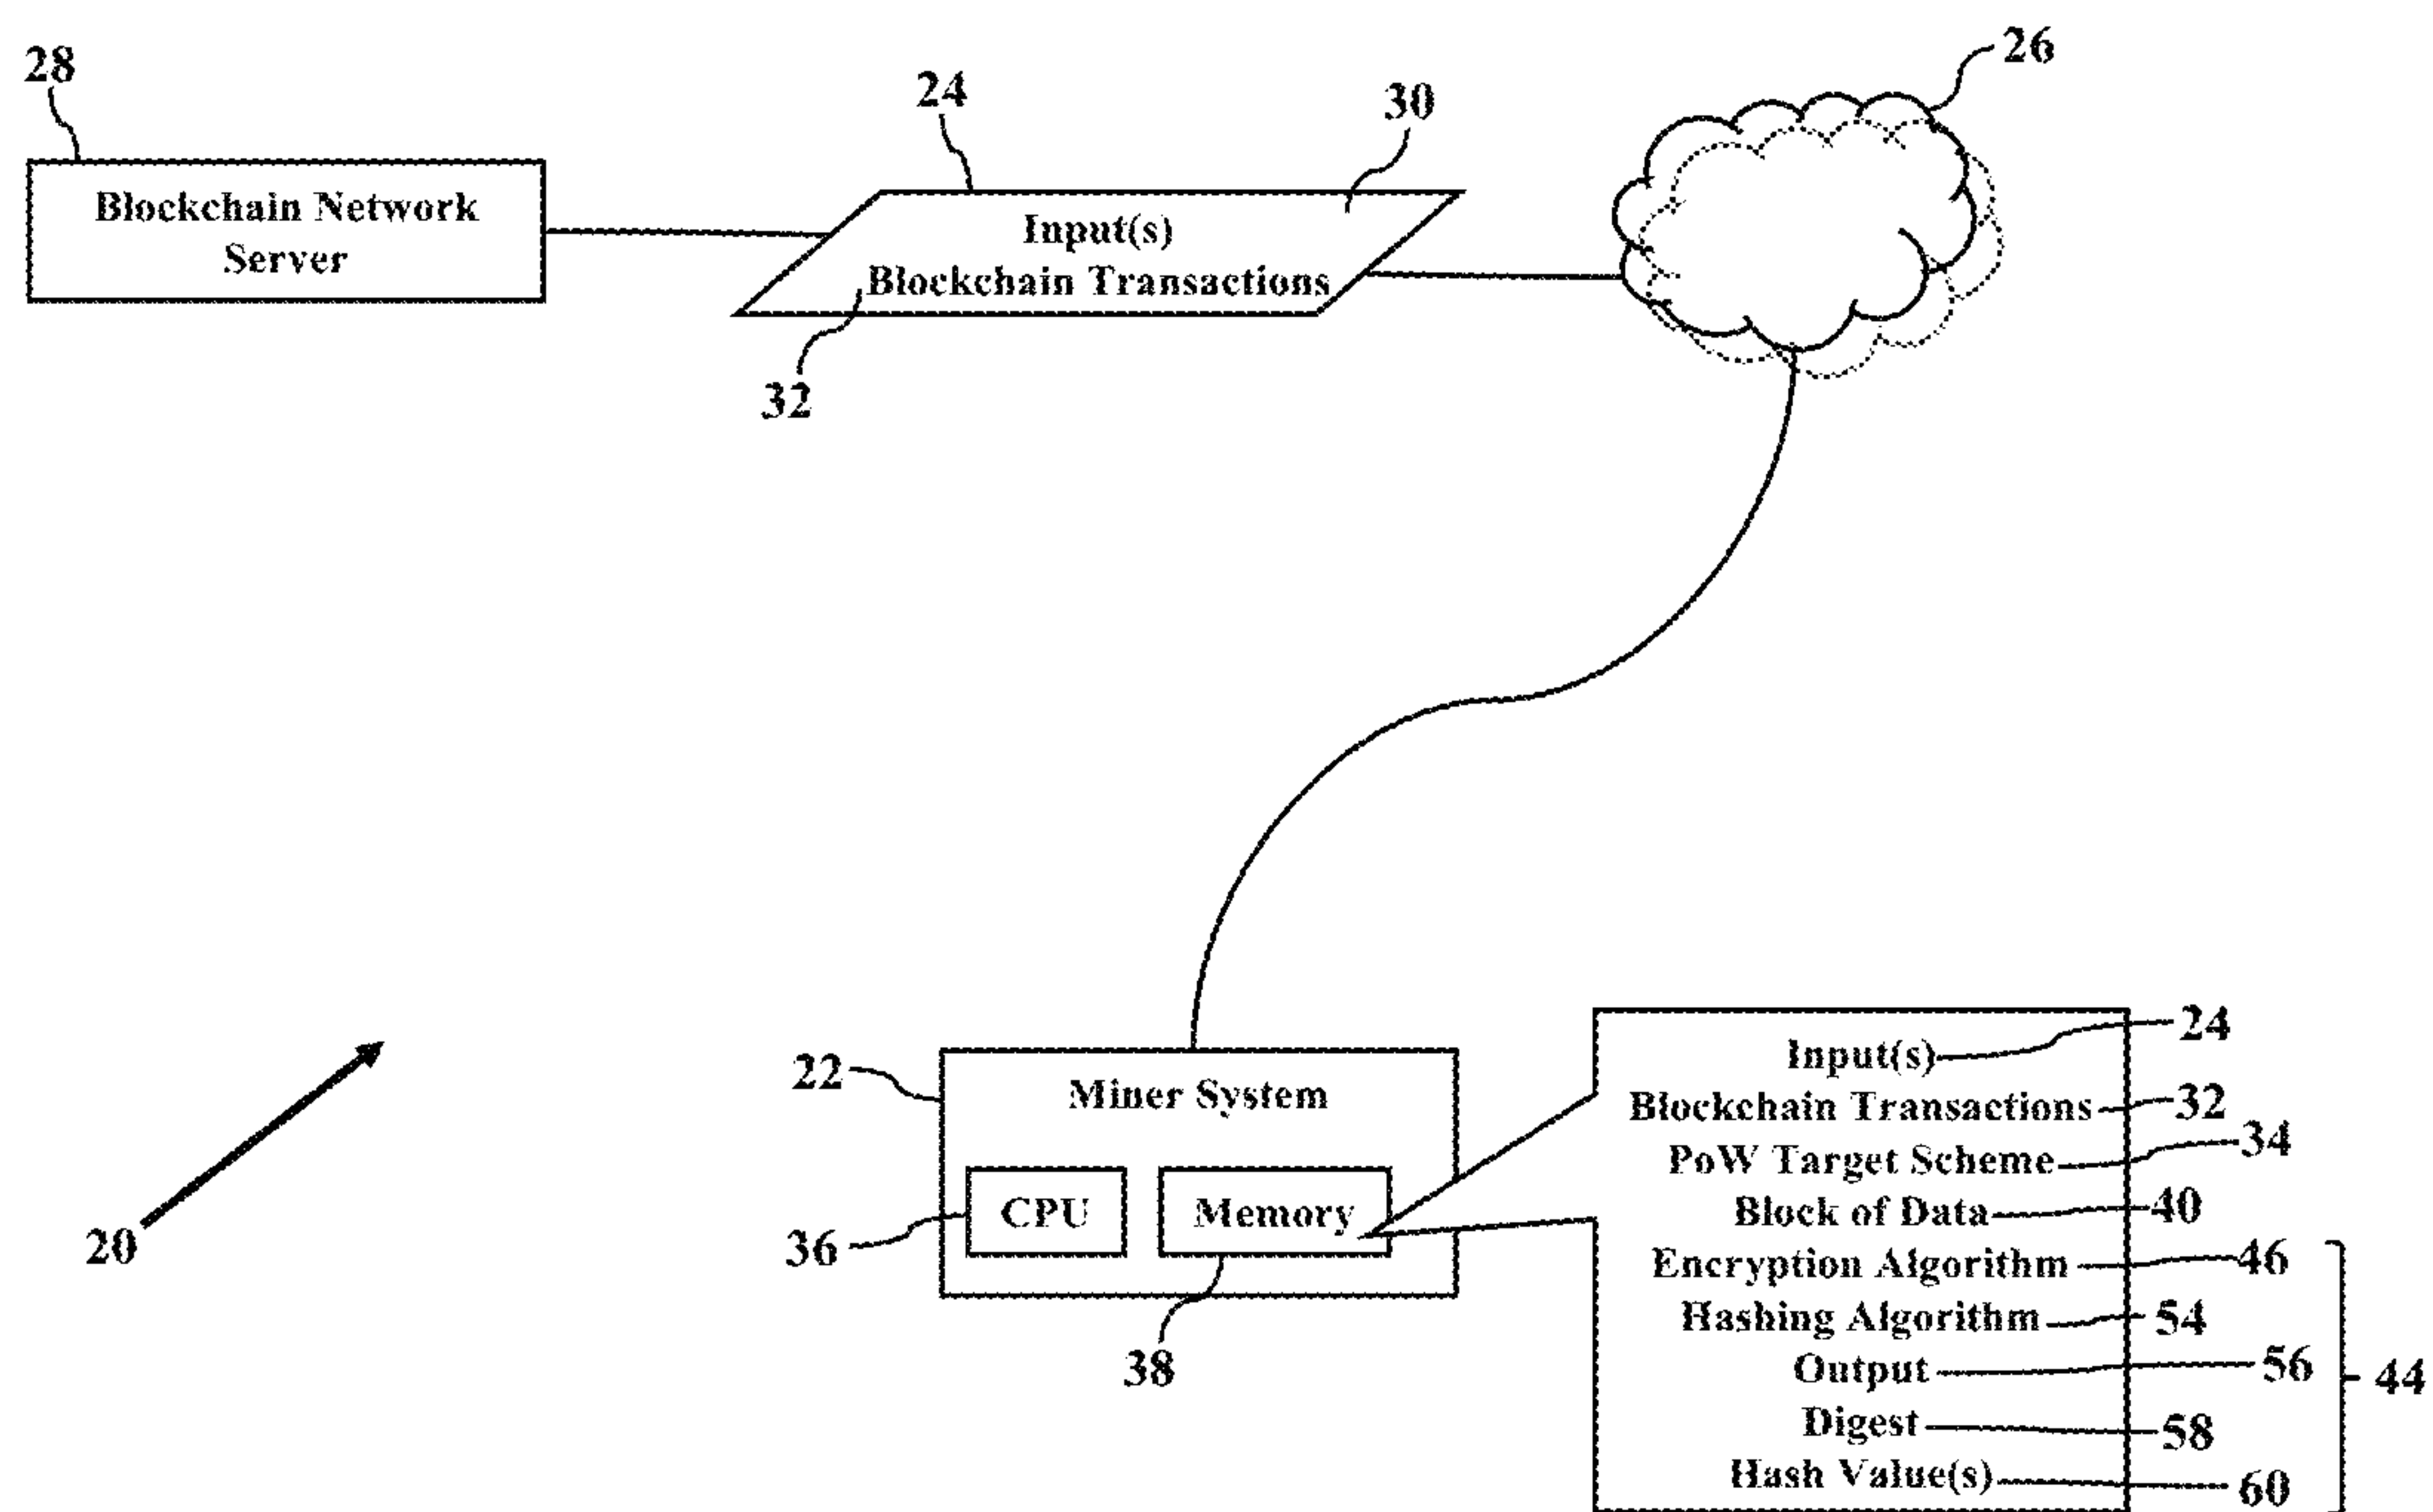 28
24
30
26
Blockchain Network
Server
Input(s)
Blockchain Transactions
32
22
Miner System
CPU
Memory
36
38
20
Input(s) 24
Blockchain Transactions 32
PoW Target Scheme 34
Block of Data 40
Encryption Algorithm 46
Hashing Algorithm 54
Output 56
Digest 58
Hash Value(s) 60
44